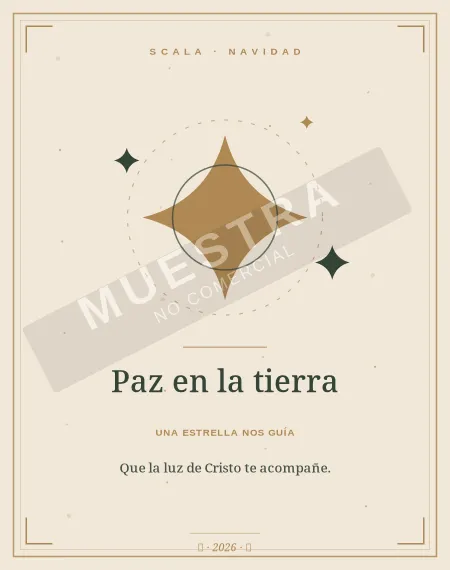 SCALA · NAVIDAD
MUESTRA
NO COMERCIAL
Paz en la tierra
UNA ESTRELLA NOS GUÍA
Que la luz de Cristo te acompañe.
· 2026 ·